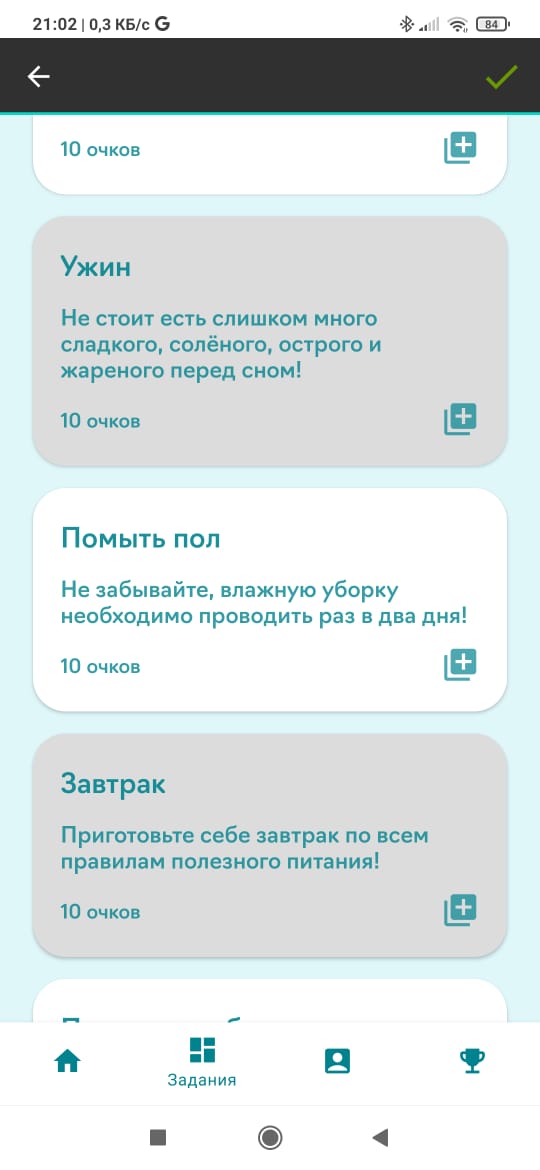 21:02 | 0,3 КБ/с G
84
10 очков
Ужин
Не стоит есть слишком много
сладкого, солёного, острого и
жареного перед сном!
10 очков
Помыть пол
Не забывайте, влажную уборку
необходимо проводить раз в два дня!
10 очков
Завтрак
Приготовьте себе завтрак по всем
правилам полезного питания!
10 очков
Задания